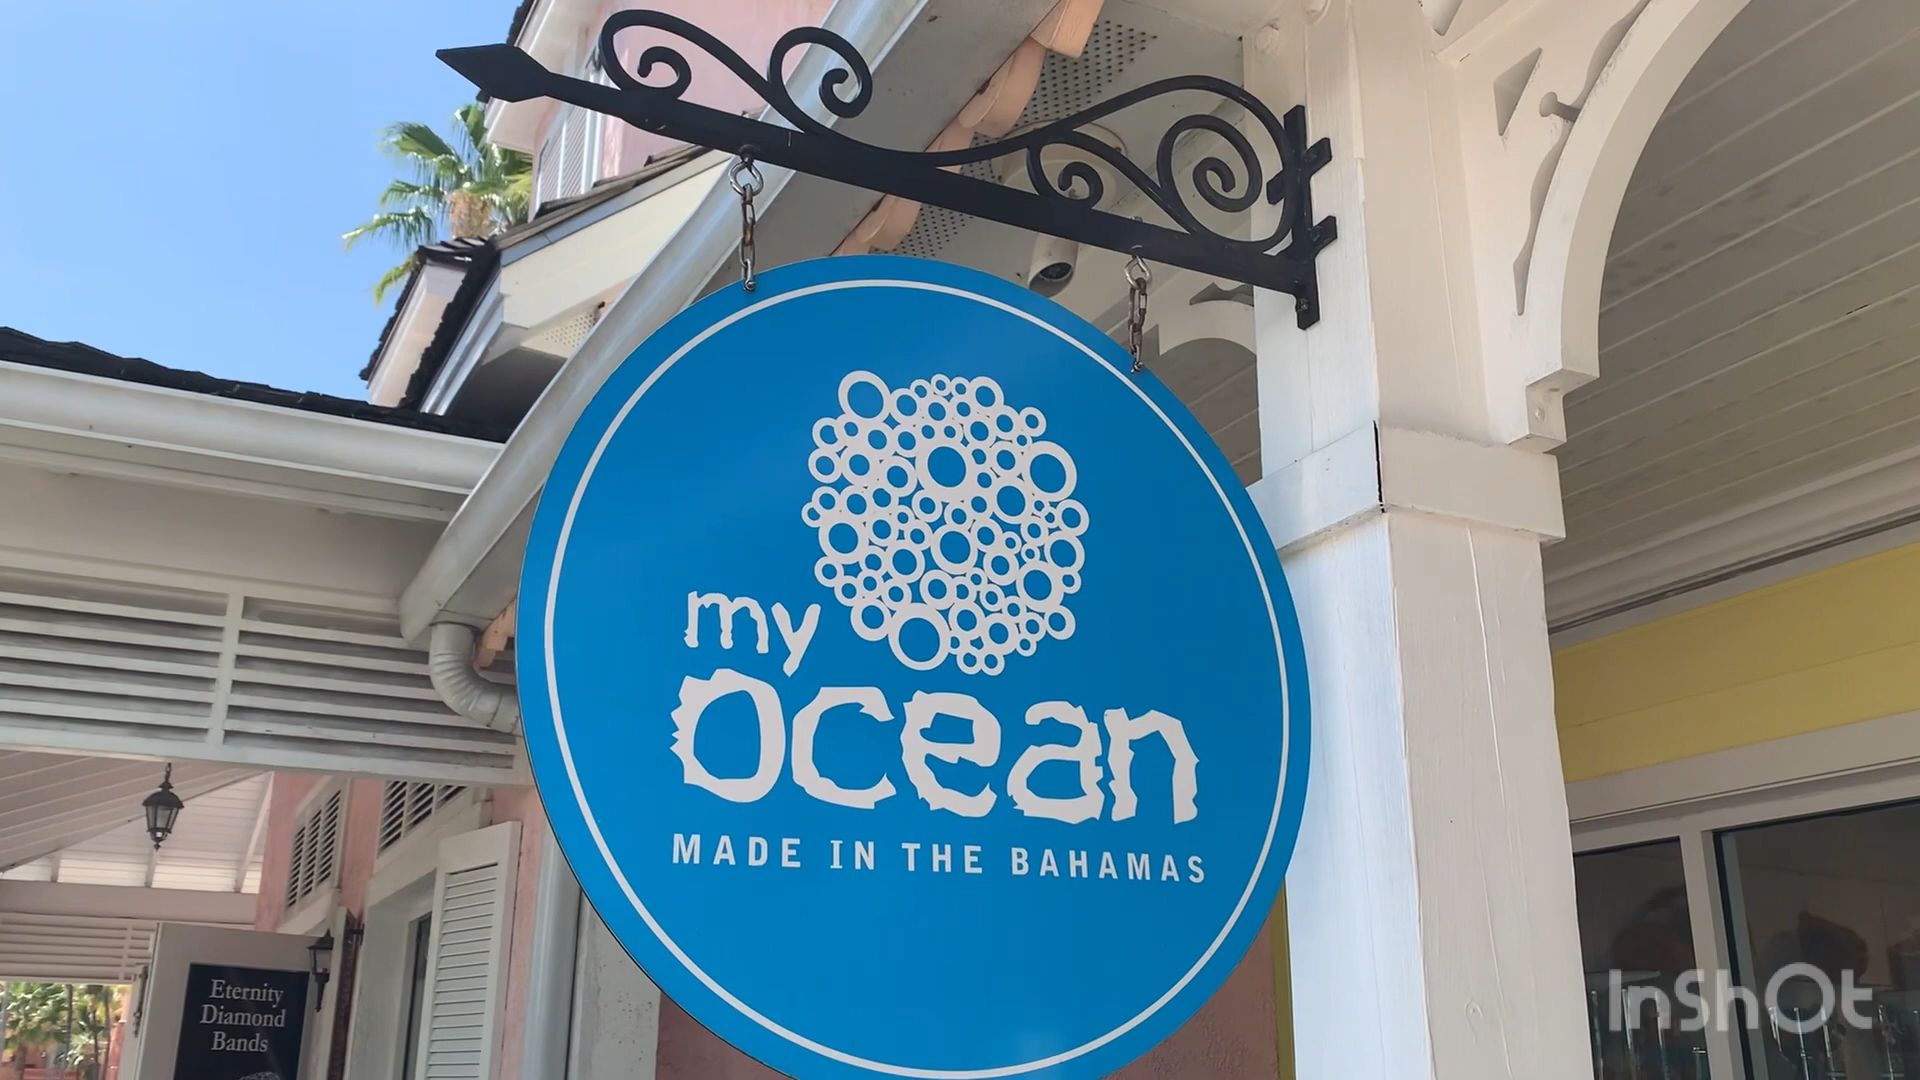 my
ocean
MADE IN THE BAHAMAS
Eternity
Diamond
Bands
InShOt